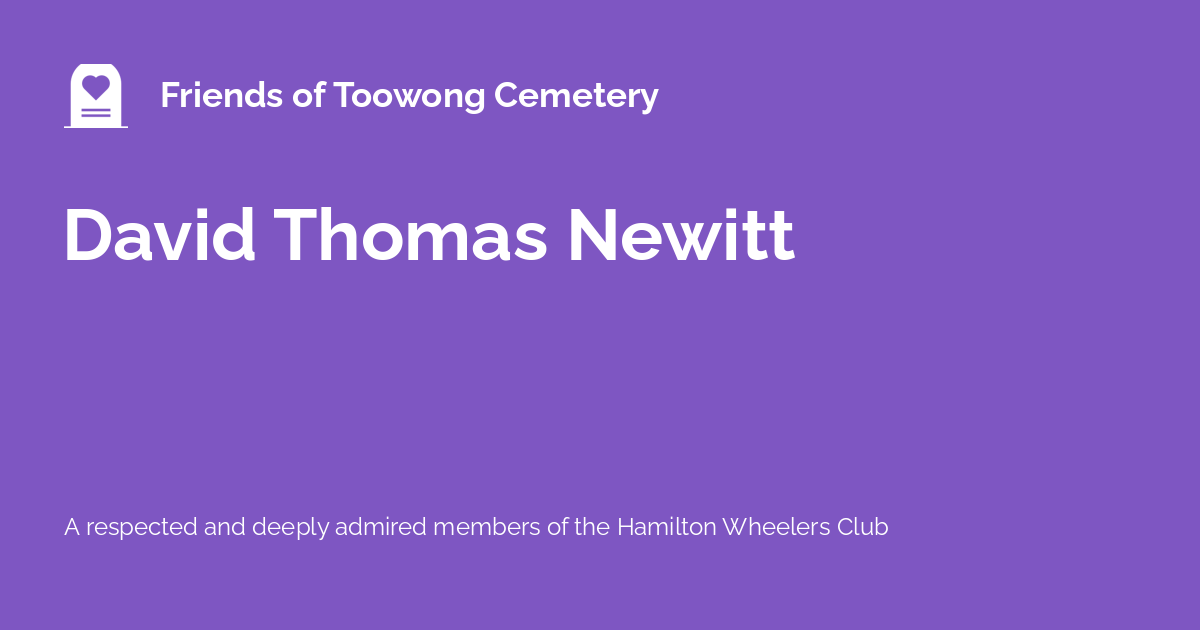 Friends of Toowong Cemetery
David Thomas Newitt
A respected and deeply admired members of the Hamilton Wheelers Club